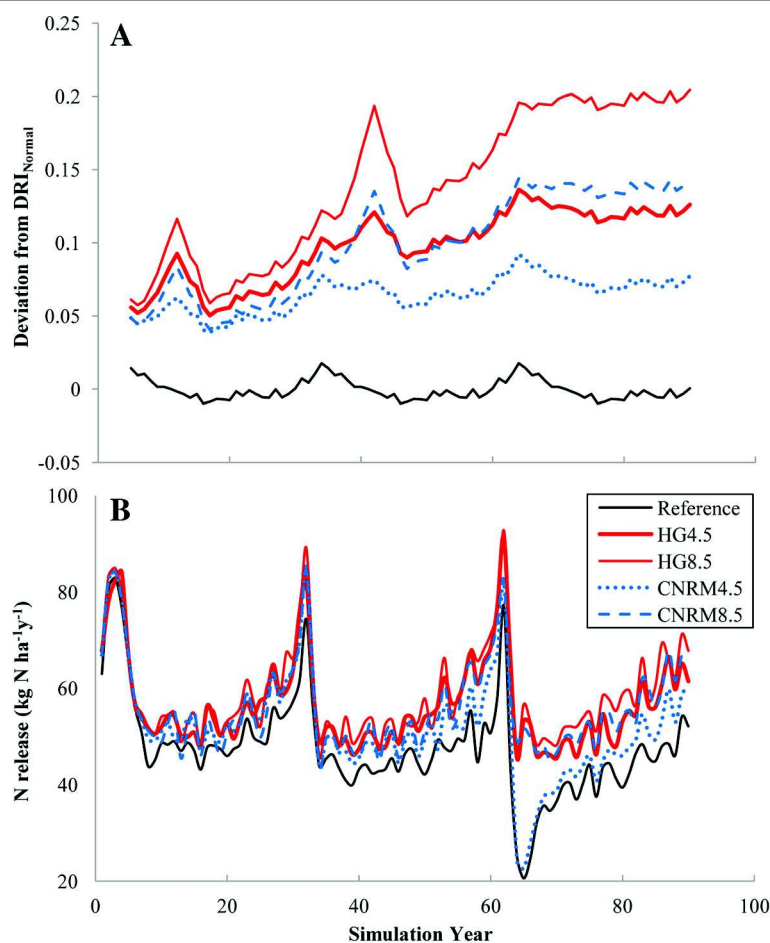 A
0.25
0.2
0.15
0.1
0.05
0
-0.05
Deviation from DRINormal
B
100
80
60
40
20
N release (kg N ha-1y-1)
Reference
HG4.5
HG8.5
CNRM4.5
CNRM8.5
0 20 40 60 80 100
Simulation Year